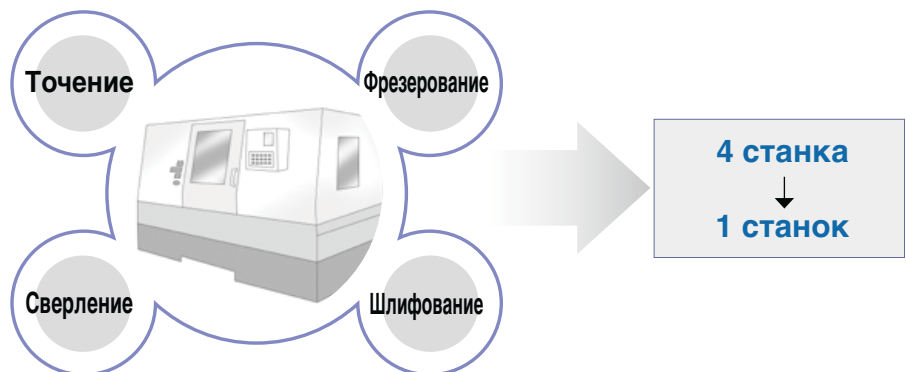 Точение
Фрезерование
Сверление
Шлифование
4 станка
1 станок